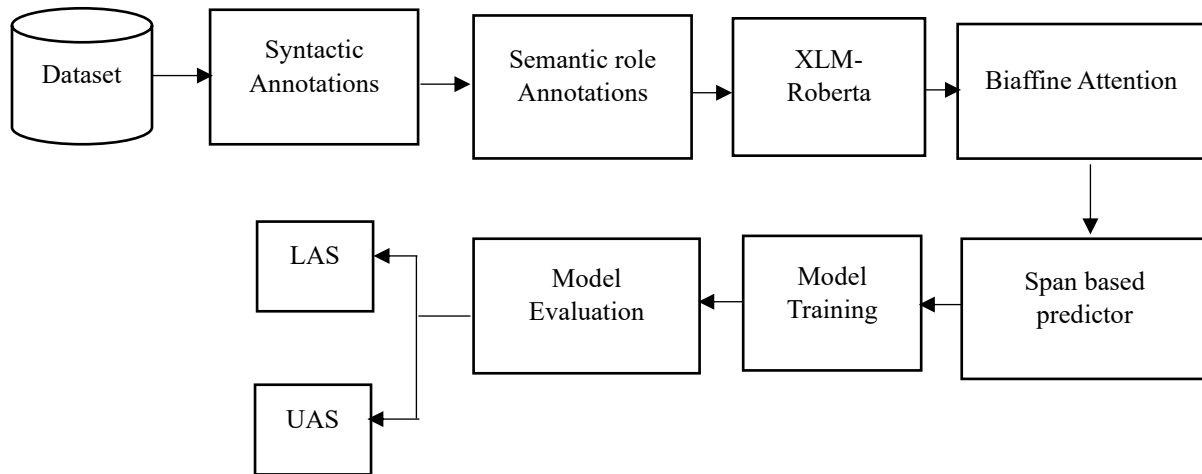 Dataset
Syntactic
Annotations
Semantic role
Annotations
XLM-
Roberta
Biaffine Attention
Span based
predictor
Model
Training
Model
Evaluation
LAS
UAS